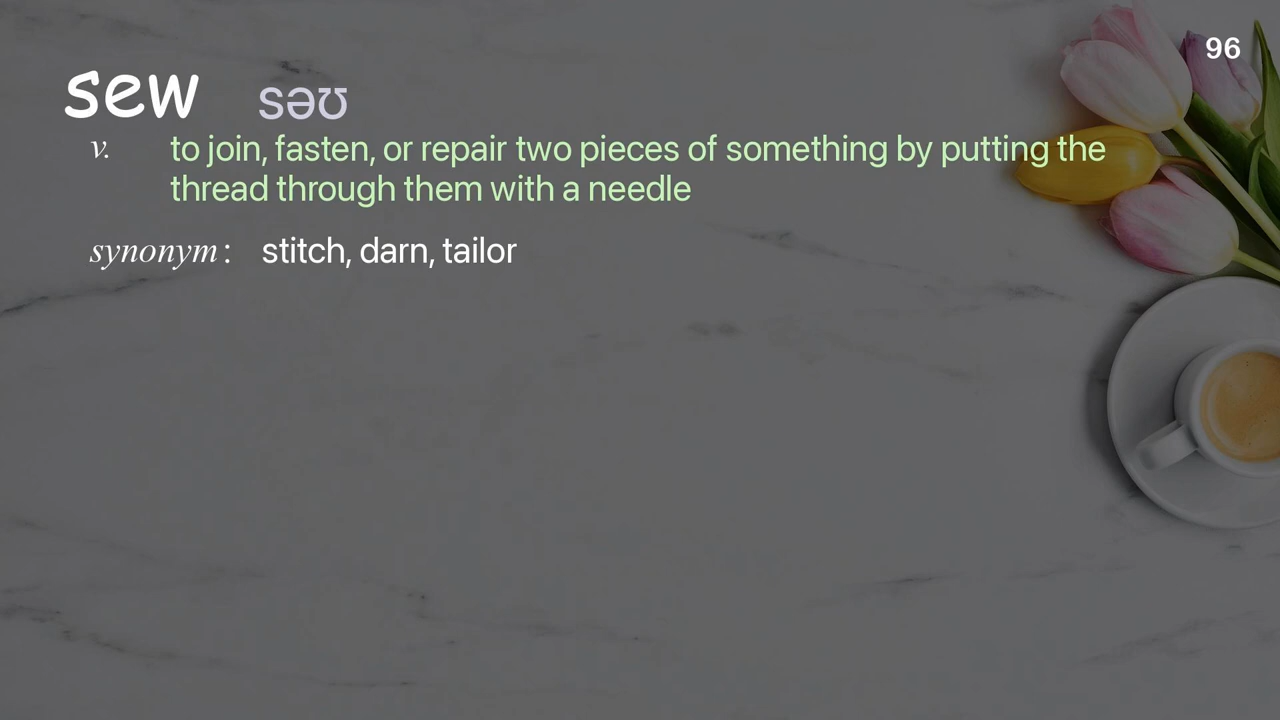 96
sew səʊ
v. to join, fasten, or repair two pieces of something by putting the
thread through them with a needle
synonym : stitch, darn, tailor